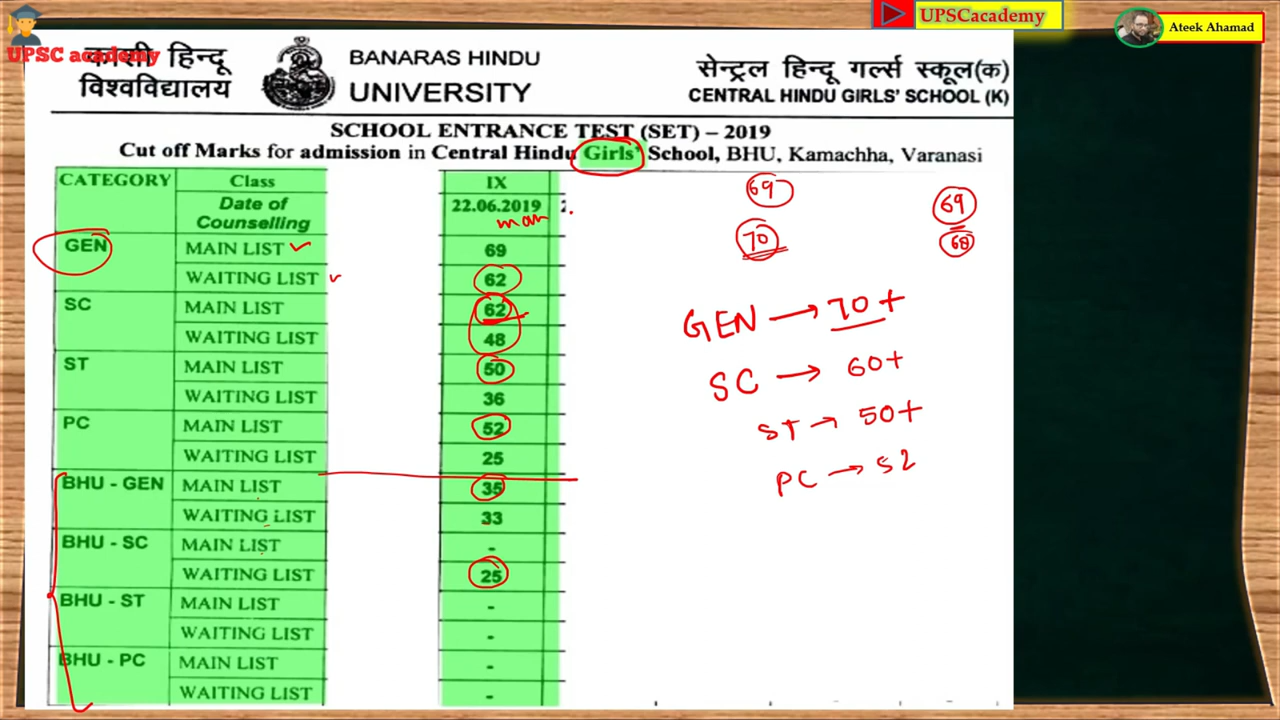 UPSC academy
UPSCacademy
Ateek Ahamad
काशी हिन्दू
विश्वविद्यालय
BANARAS HINDU
UNIVERSITY
सेन्ट्रल हिन्दू गर्ल्स स्कूल(क)
CENTRAL HINDU GIRLS' SCHOOL (K)
SCHOOL ENTRANCE TEST (SET) – 2019
Cut off Marks for admission in Central Hindu Girls' School, BHU, Kamachha, Varanasi
CATEGORY Class IX
Date of Counselling 22.06.2019 2
GEN MAIN LIST 69
WAITING LIST 62
SC MAIN LIST 62
WAITING LIST 48
ST MAIN LIST 50
WAITING LIST 36
PC MAIN LIST 52
WAITING LIST 25
BHU - GEN MAIN LIST 35
WAITING LIST 33
BHU - SC MAIN LIST -
WAITING LIST 25
BHU - ST MAIN LIST -
WAITING LIST -
BHU - PC MAIN LIST -
WAITING LIST -
69
70
69
68
GEN → 70+
SC → 60+
ST → 50+
PC → 52